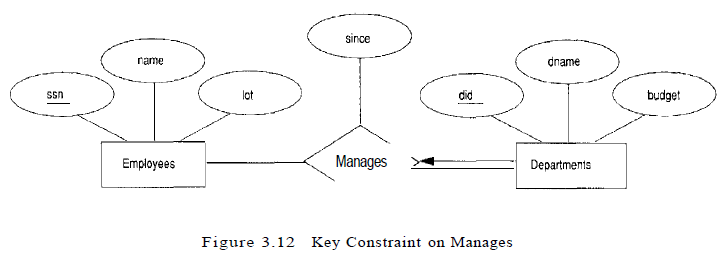 since
name
dname
ssn
lot
did
budget
Employees
Manages
Departments
Figure 3.12 Key Constraint on Manages